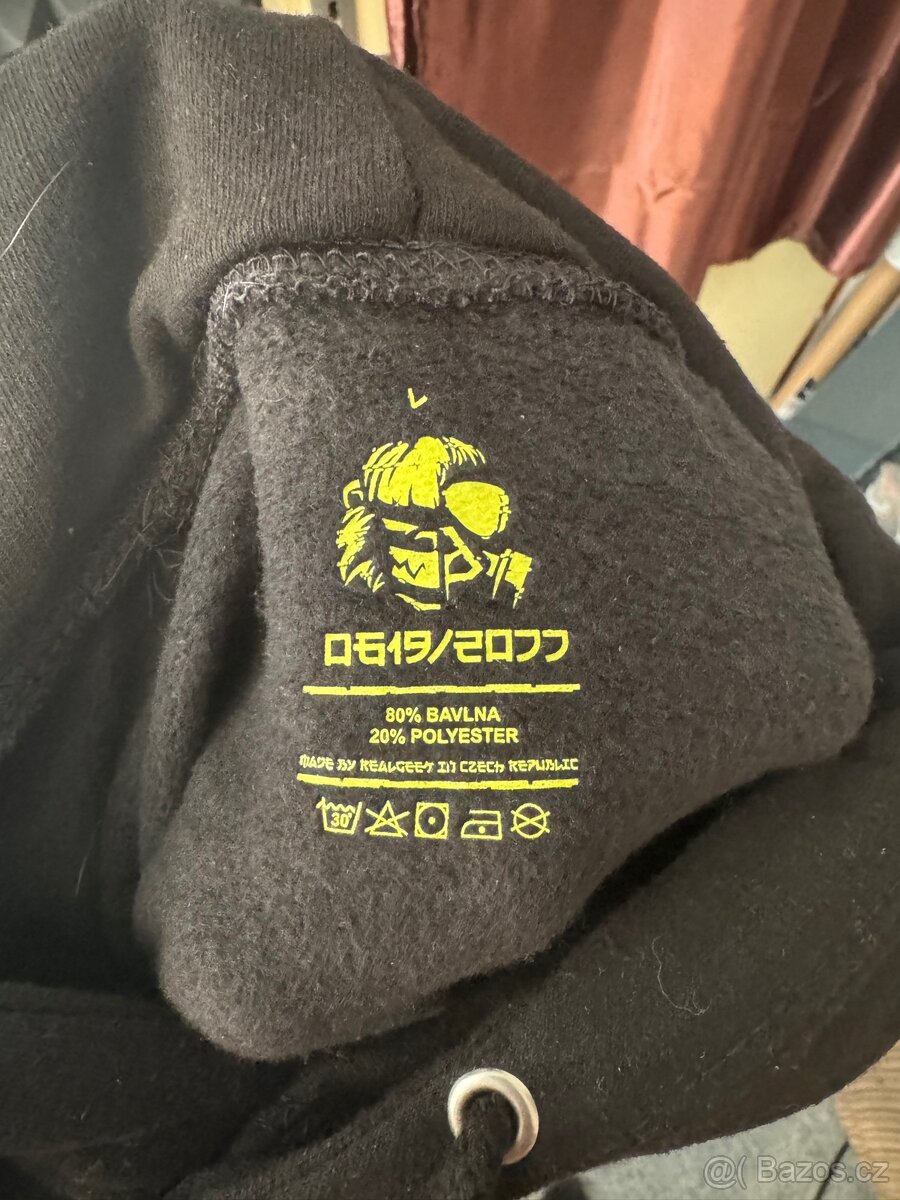 L
0619/2077
80% BAVLNA
20% POLYESTER
MADE BY REALGEEK IN CZECH REPUBLIC
30°
@( Bazos.cz